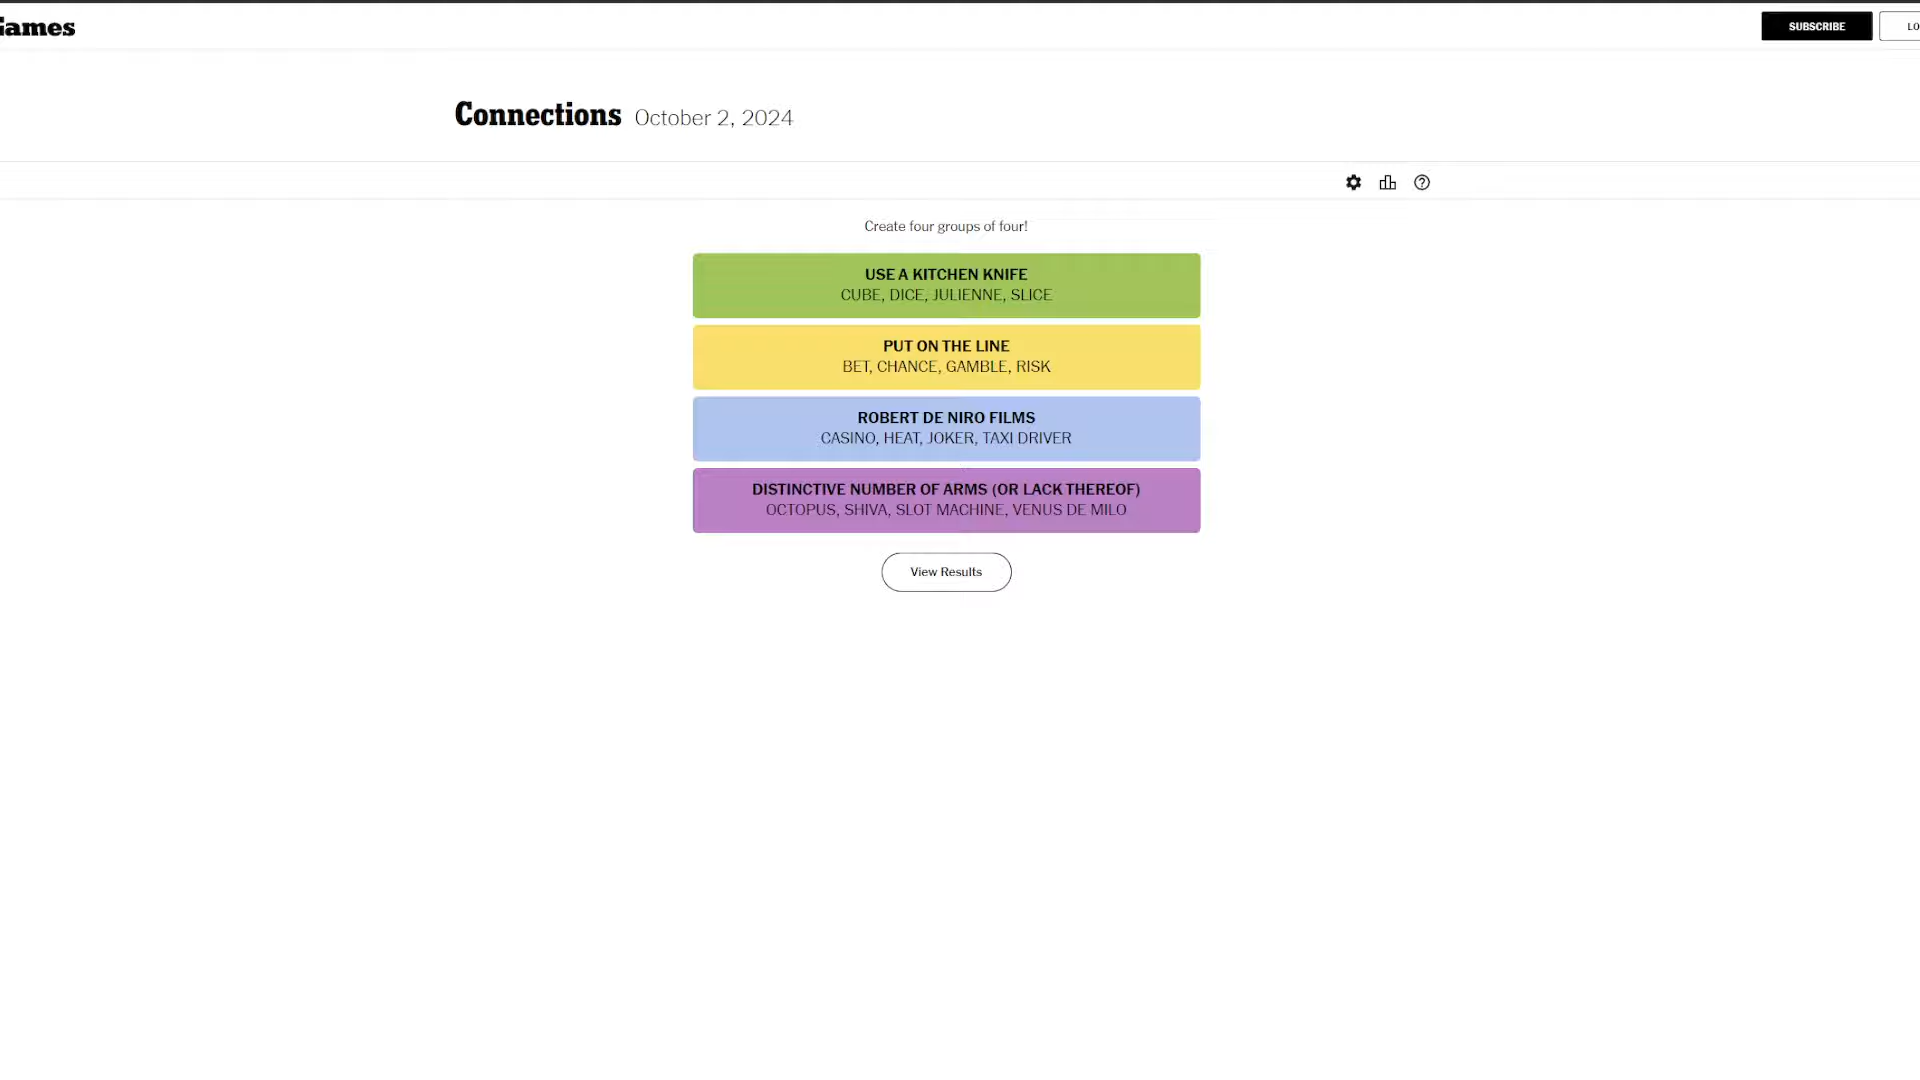 Games
SUBSCRIBE
Connections October 2, 2024
Create four groups of four!
USE A KITCHEN KNIFE
CUBE, DICE, JULIENNE, SLICE
PUT ON THE LINE
BET, CHANCE, GAMBLE, RISK
ROBERT DE NIRO FILMS
CASINO, HEAT, JOKER, TAXI DRIVER
DISTINCTIVE NUMBER OF ARMS (OR LACK THEREOF)
OCTOPUS, SHIVA, SLOT MACHINE, VENUS DE MILO
View Results